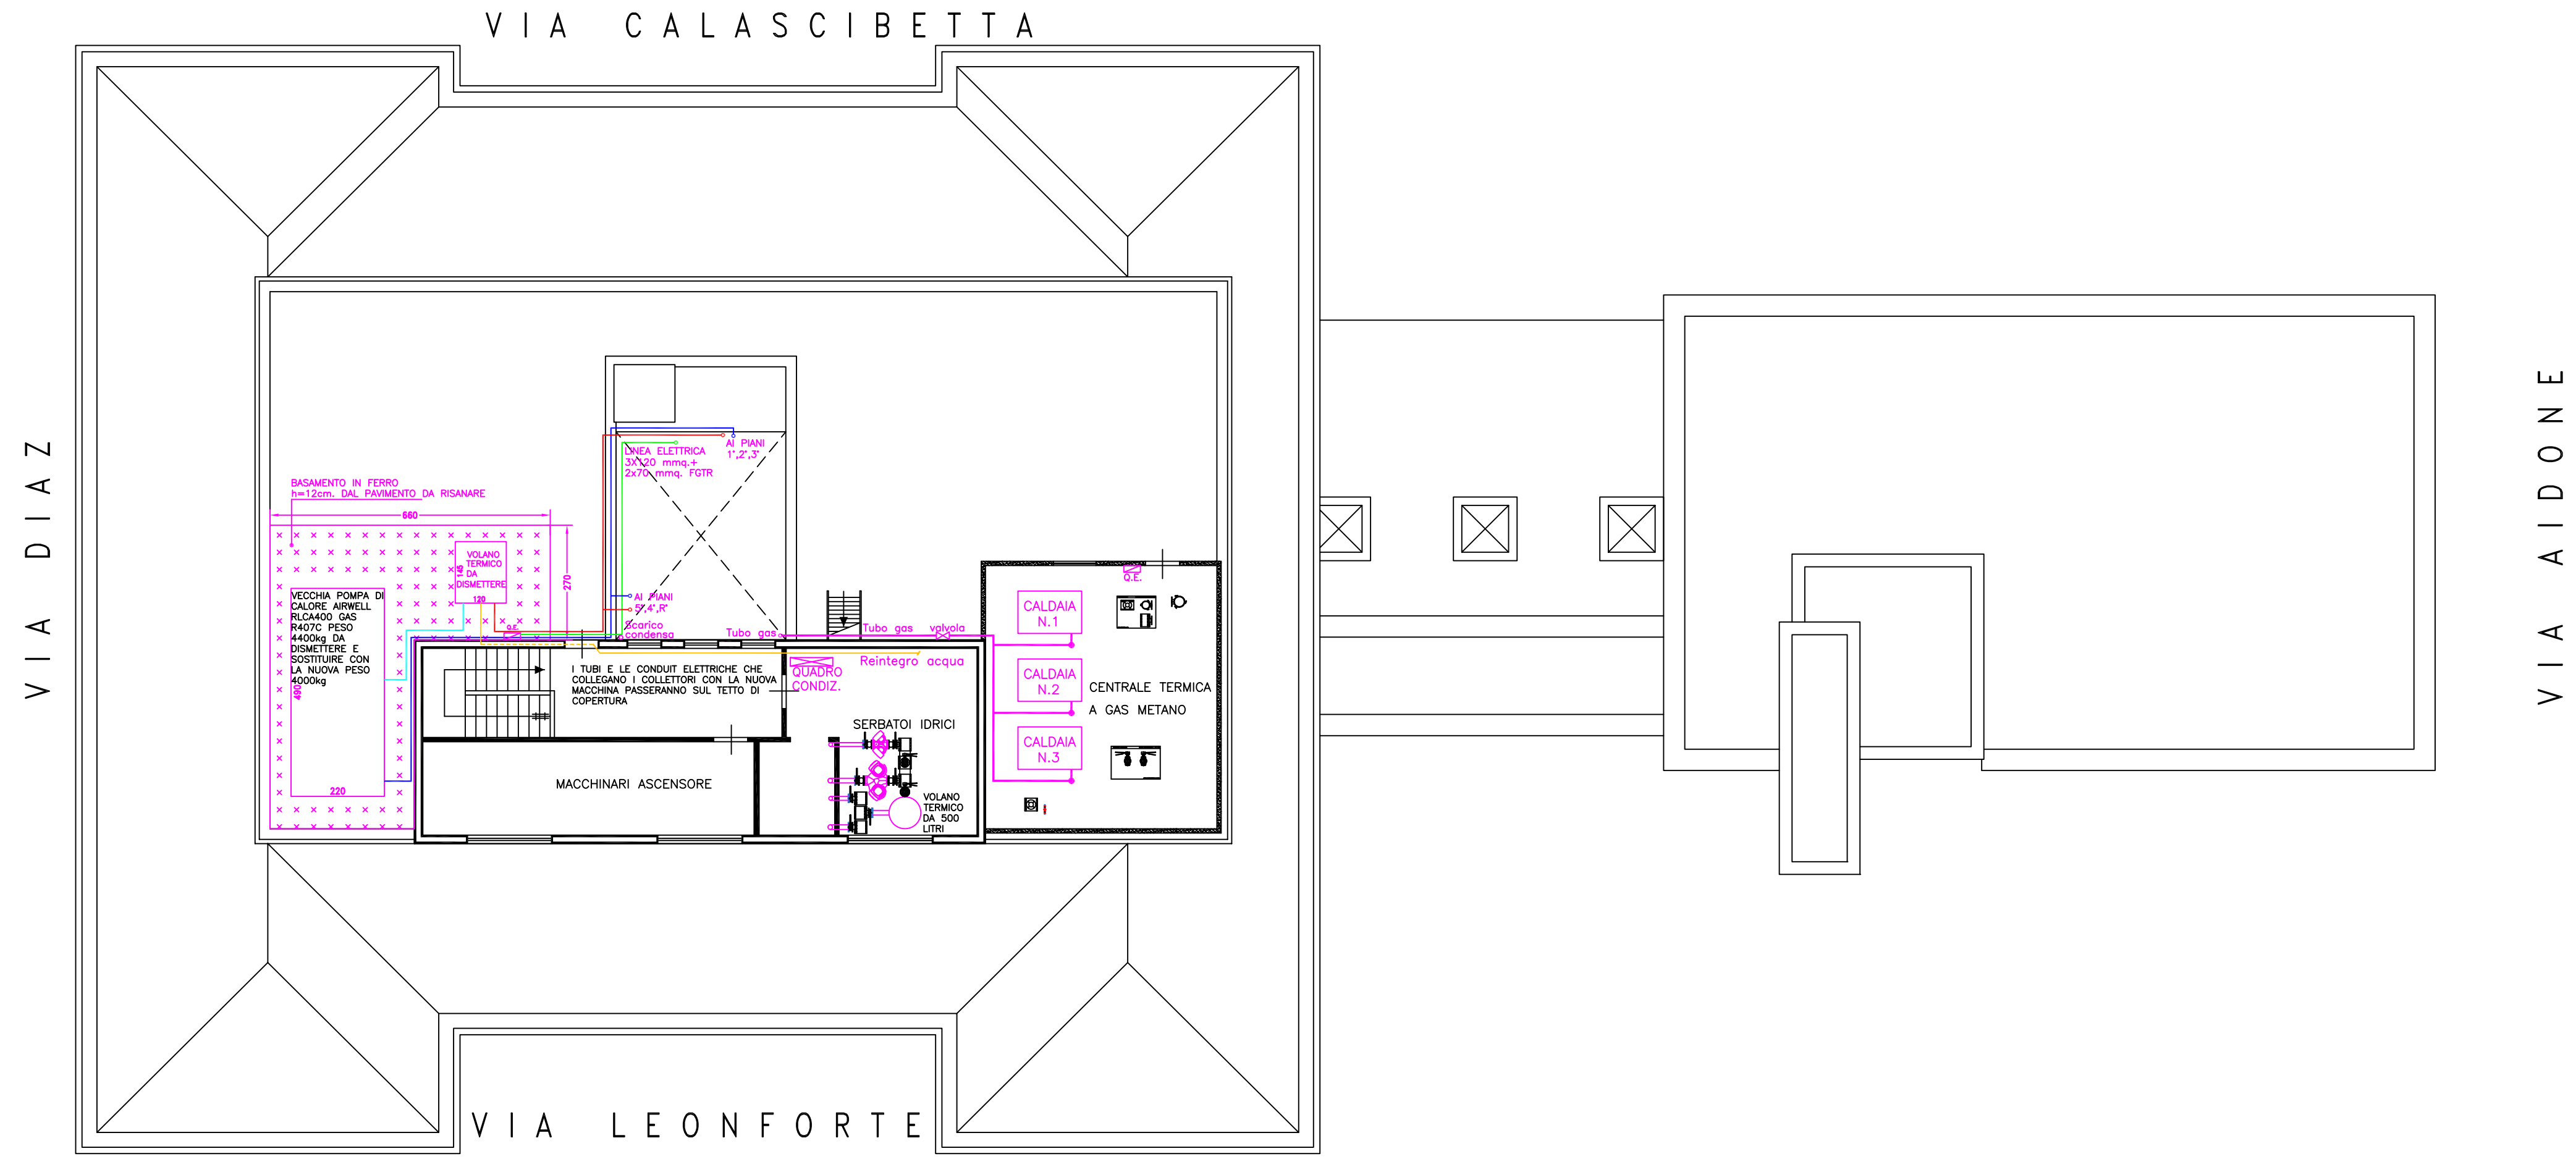 VIA CALASCIBETTA
VIA DIAZ
VIA AIDONE
AI PIANI
1°,2°,3°
LINEA ELETTRICA
3X120 mmq.+
2x70 mmq. FGTR
BASAMENTO IN FERRO
h=12cm. DAL PAVIMENTO DA RISANARE
660
270
VOLANO
TERMICO
DA
DISMETTERE
145
120
VECCHIA POMPA DI
CALORE AIRWELL
RLCA400 GAS
R407C PESO
4400kg DA
DISMETTERE E
SOSTITUIRE CON
LA NUOVA PESO
4000kg
490
220
Q.E.
AI PIANI
5°,4°,R°
Scarico
condensa
Tubo gas
Tubo gas
valvola
Reintegro acqua
QUADRO
CONDIZ.
I TUBI E LE CONDUIT ELETTRICHE CHE
COLLEGANO I COLLETTORI CON LA NUOVA
MACCHINA PASSERANNO SUL TETTO DI
COPERTURA
SERBATOI IDRICI
MACCHINARI ASCENSORE
VOLANO
TERMICO
DA 500
LITRI
Q.E.
CALDAIA
N.1
CALDAIA
N.2
CALDAIA
N.3
CENTRALE TERMICA
A GAS METANO
VIA LEONFORTE